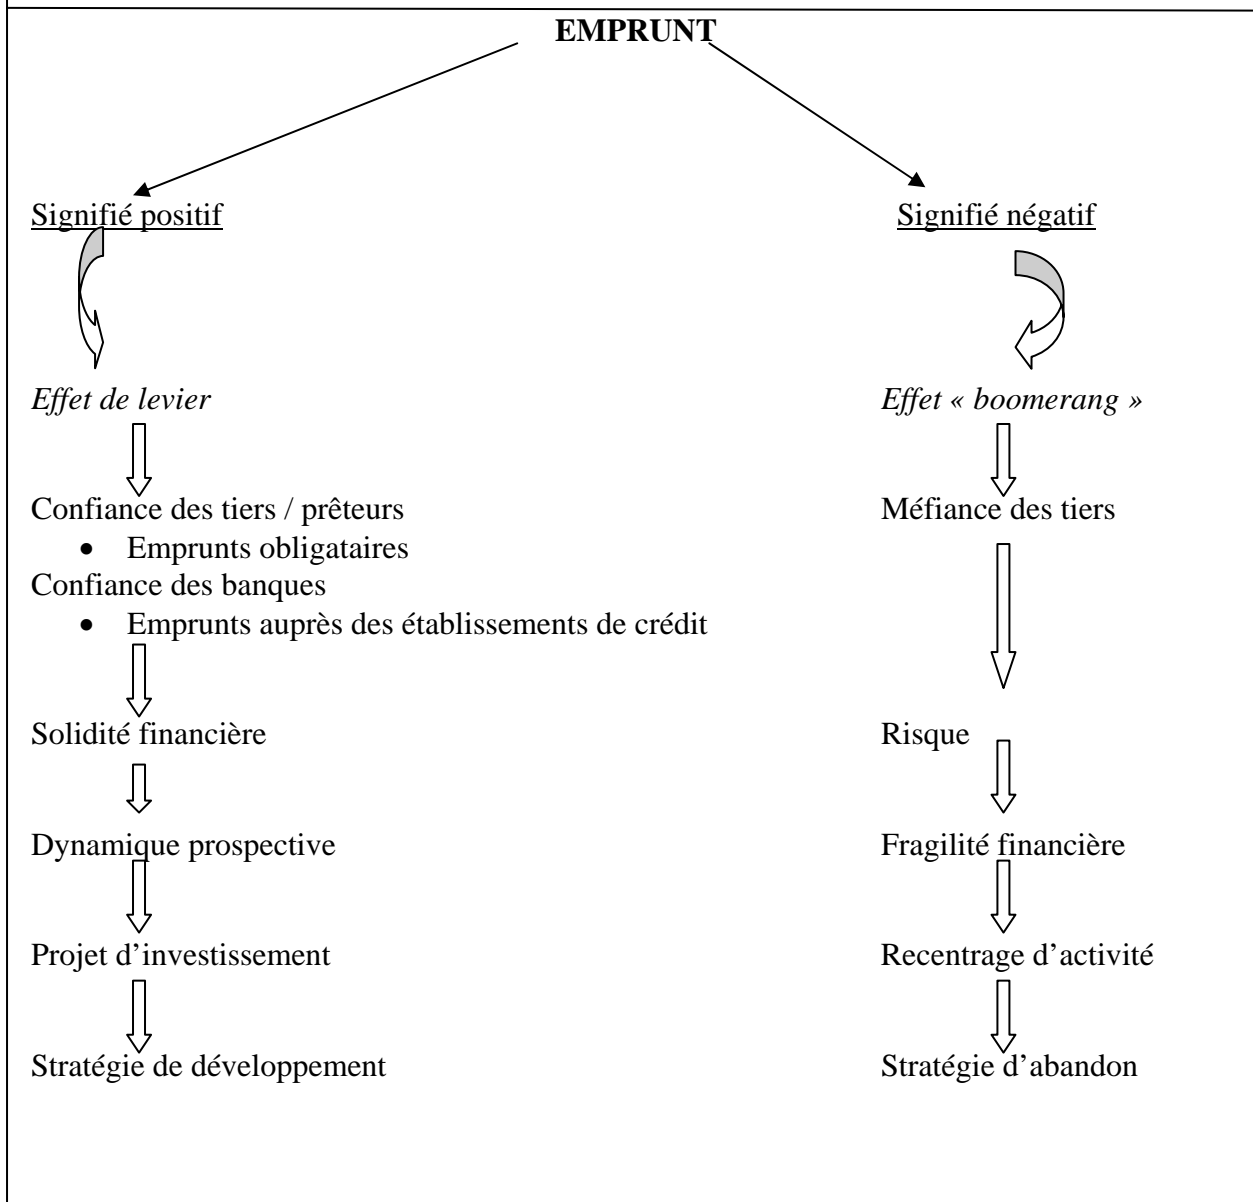 EMPRUNT
Signifié positif
Signifié négatif
Effet de levier
Effet « boomerang »
Confiance des tiers / prêteurs
Méfiance des tiers
• Emprunts obligataires
Confiance des banques
• Emprunts auprès des établissements de crédit
Solidité financière
Risque
Dynamique prospective
Fragilité financière
Projet d’investissement
Recentrage d’activité
Stratégie de développement
Stratégie d’abandon